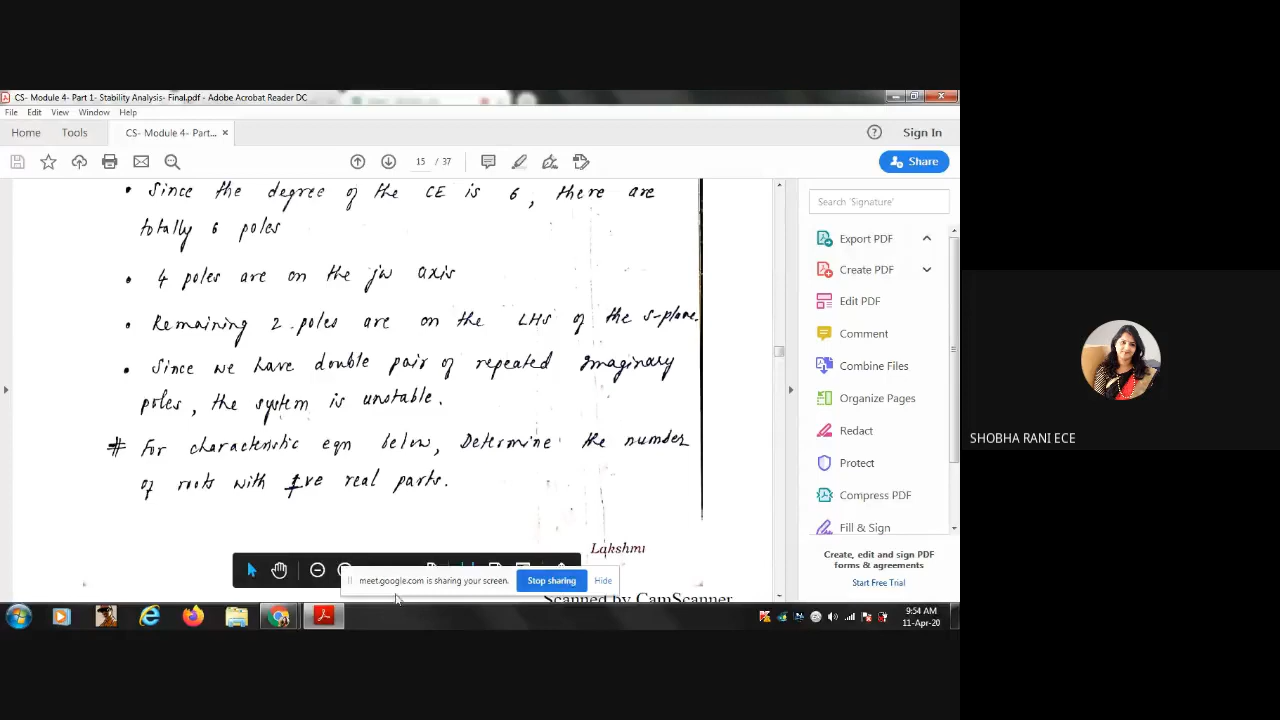 CS- Module 4- Part 1- Stability Analysis- Final.pdf - Adobe Acrobat Reader DC
File Edit View Window Help
Home Tools CS- Module 4- Part... × Sign In
15 / 37 Share
• Since the degree of the CE is 6, there are
totally 6 poles
• 4 poles are on the jw axis
• Remaining 2 poles are on the LHS of the s-plane.
• Since we have double pair of repeated Imaginary
poles, the system is unstable.
# For characteristic eqn below, Determine the number
of roots with +ve real parts.
Lakshmi
Scanned by CamScanner
meet.google.com is sharing your screen. Stop sharing Hide
Search 'Signature'
Export PDF
Create PDF
Edit PDF
Comment
Combine Files
Organize Pages
Redact
Protect
Compress PDF
Fill & Sign
Create, edit and sign PDF
forms & agreements
Start Free Trial
9:54 AM
11-Apr-20
SHOBHA RANI ECE